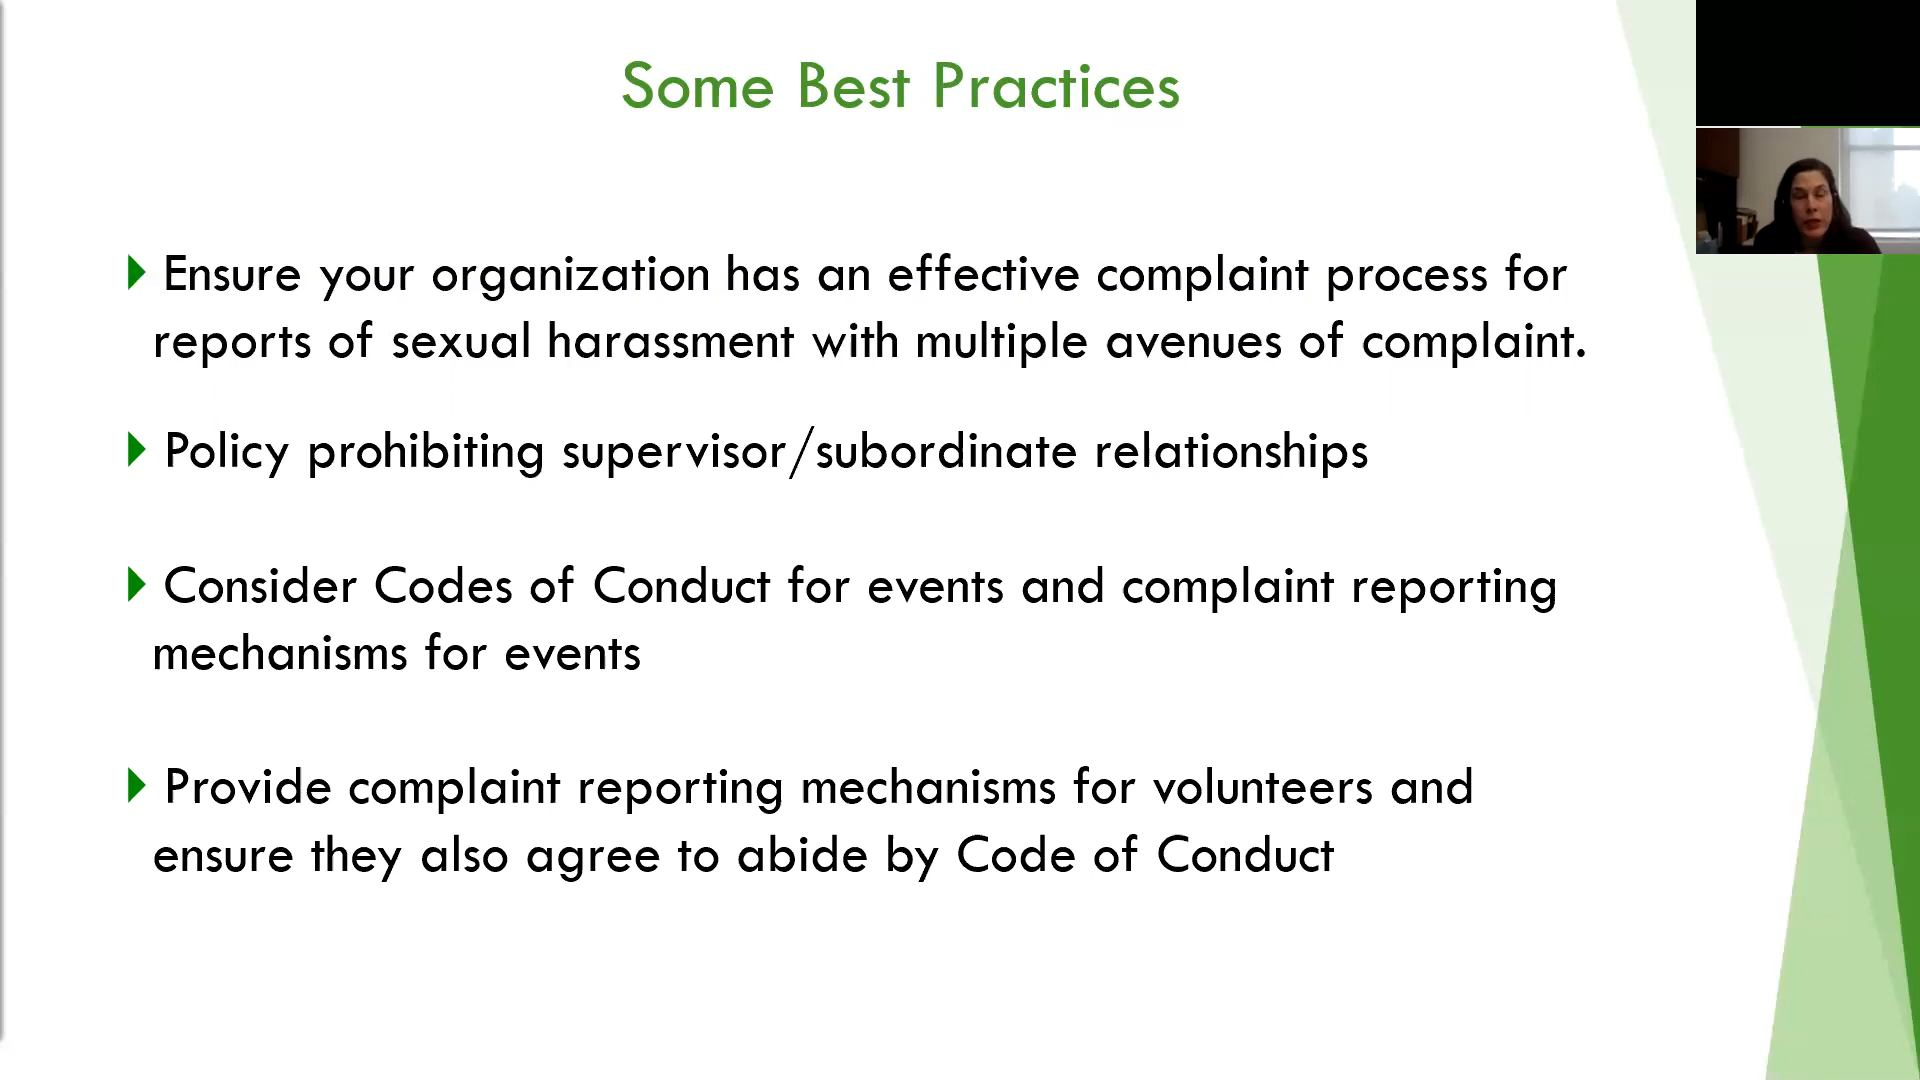 Some Best Practices
Ensure your organization has an effective complaint process for
reports of sexual harassment with multiple avenues of complaint.
Policy prohibiting supervisor/subordinate relationships
Consider Codes of Conduct for events and complaint reporting
mechanisms for events
Provide complaint reporting mechanisms for volunteers and
ensure they also agree to abide by Code of Conduct